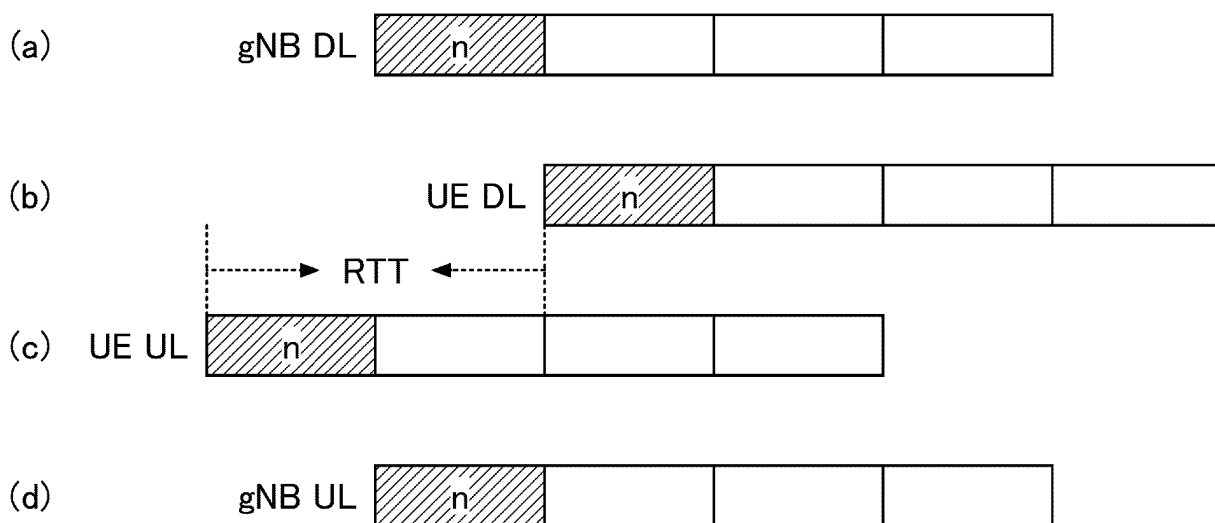 (a) gNB DL n
(b) UE DL n
RTT
(c) UE UL n
(d) gNB UL n